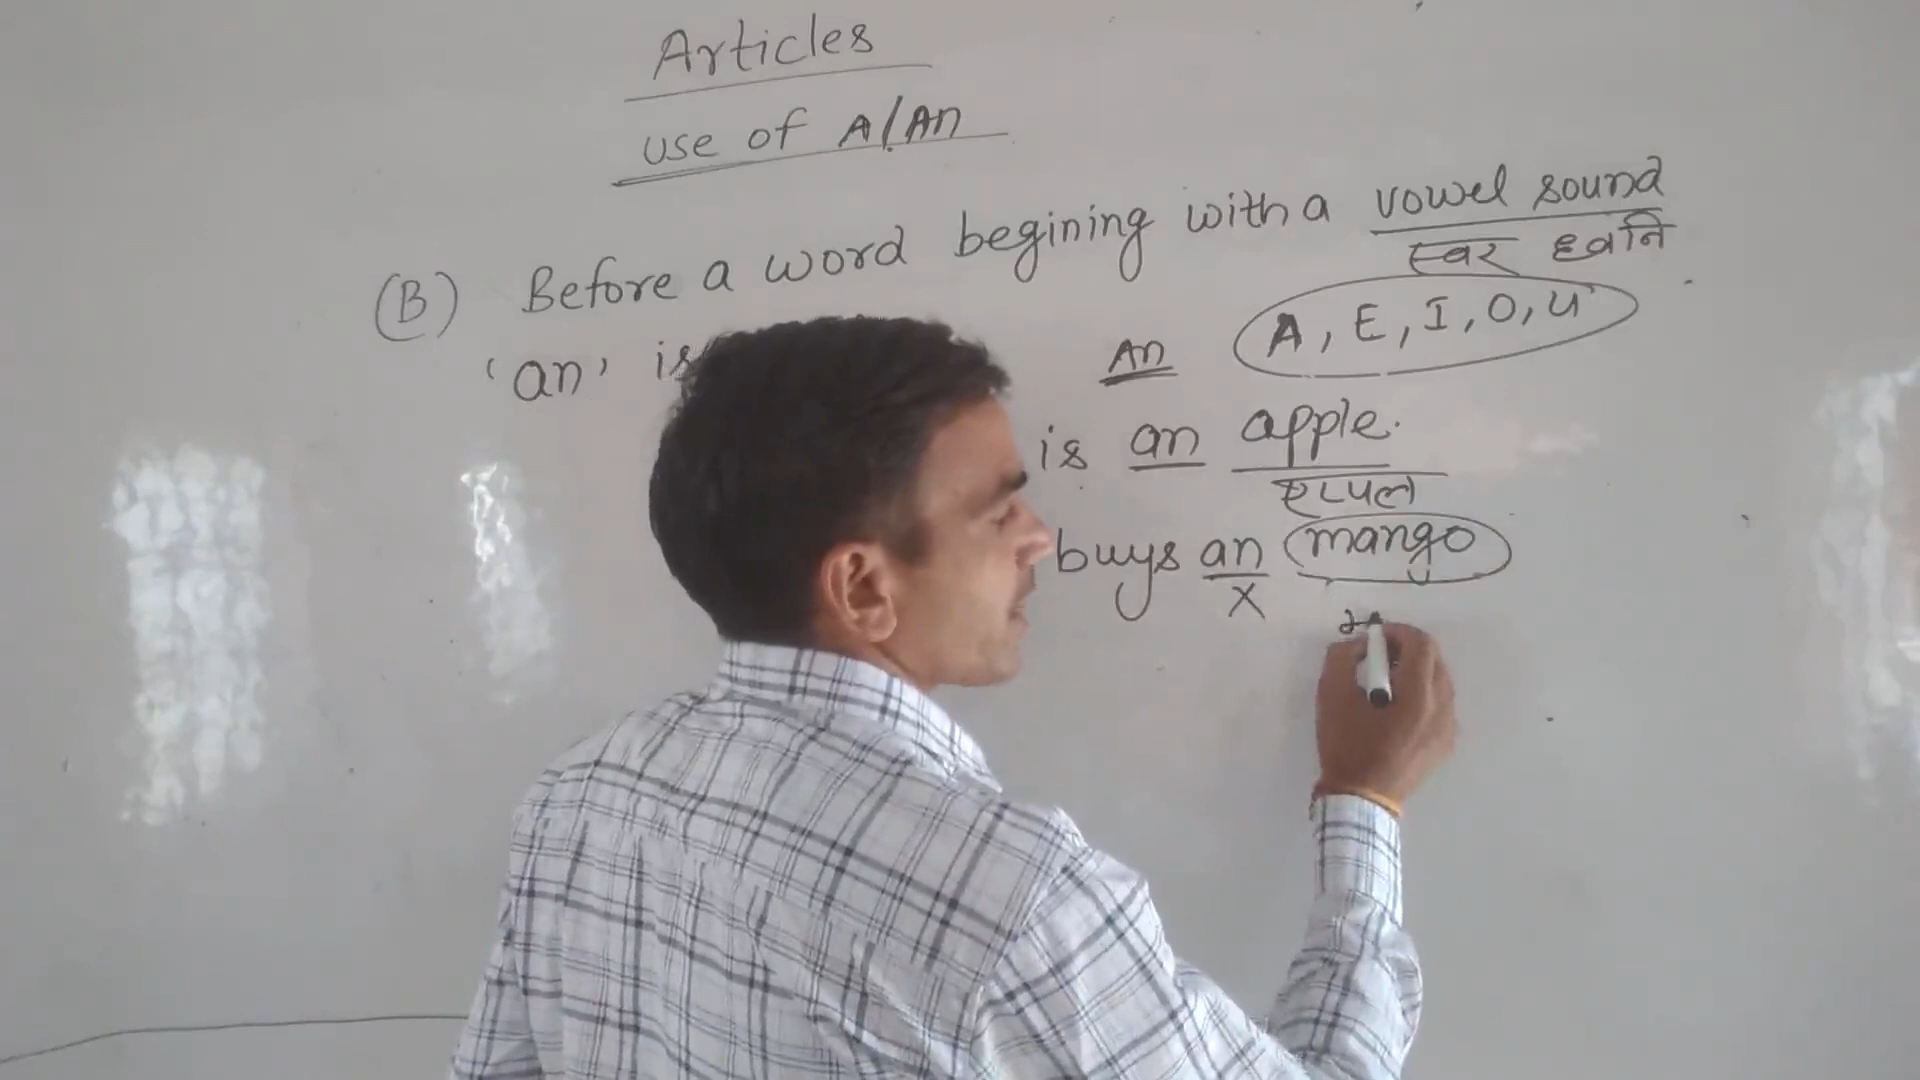 Articles
use of A/An
(B) Before a word begining with a vowel sound
स्वर ध्वनि
'an' is An A, E, I, O, U
is an apple.
एप्पल
buys an mango
X